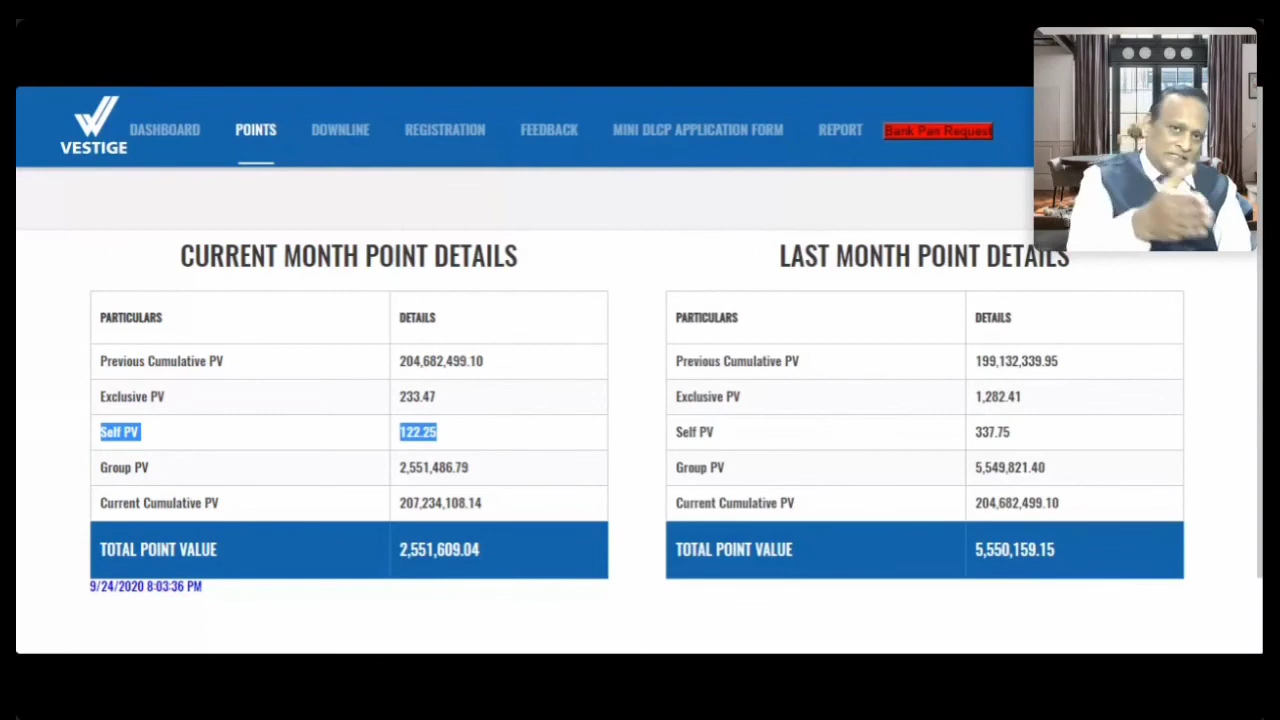 VESTIGE
DASHBOARD POINTS DOWNLINE REGISTRATION FEEDBACK MINI DLCP APPLICATION FORM REPORT Bank Pan Request
CURRENT MONTH POINT DETAILS
PARTICULARS DETAILS
Previous Cumulative PV 204,682,499.10
Exclusive PV 233.47
Self PV 122.25
Group PV 2,551,486.79
Current Cumulative PV 207,234,108.14
TOTAL POINT VALUE 2,551,609.04
9/24/2020 8:03:36 PM
LAST MONTH POINT DETAILS
PARTICULARS DETAILS
Previous Cumulative PV 199,132,339.95
Exclusive PV 1,282.41
Self PV 337.75
Group PV 5,549,821.40
Current Cumulative PV 204,682,499.10
TOTAL POINT VALUE 5,550,159.15